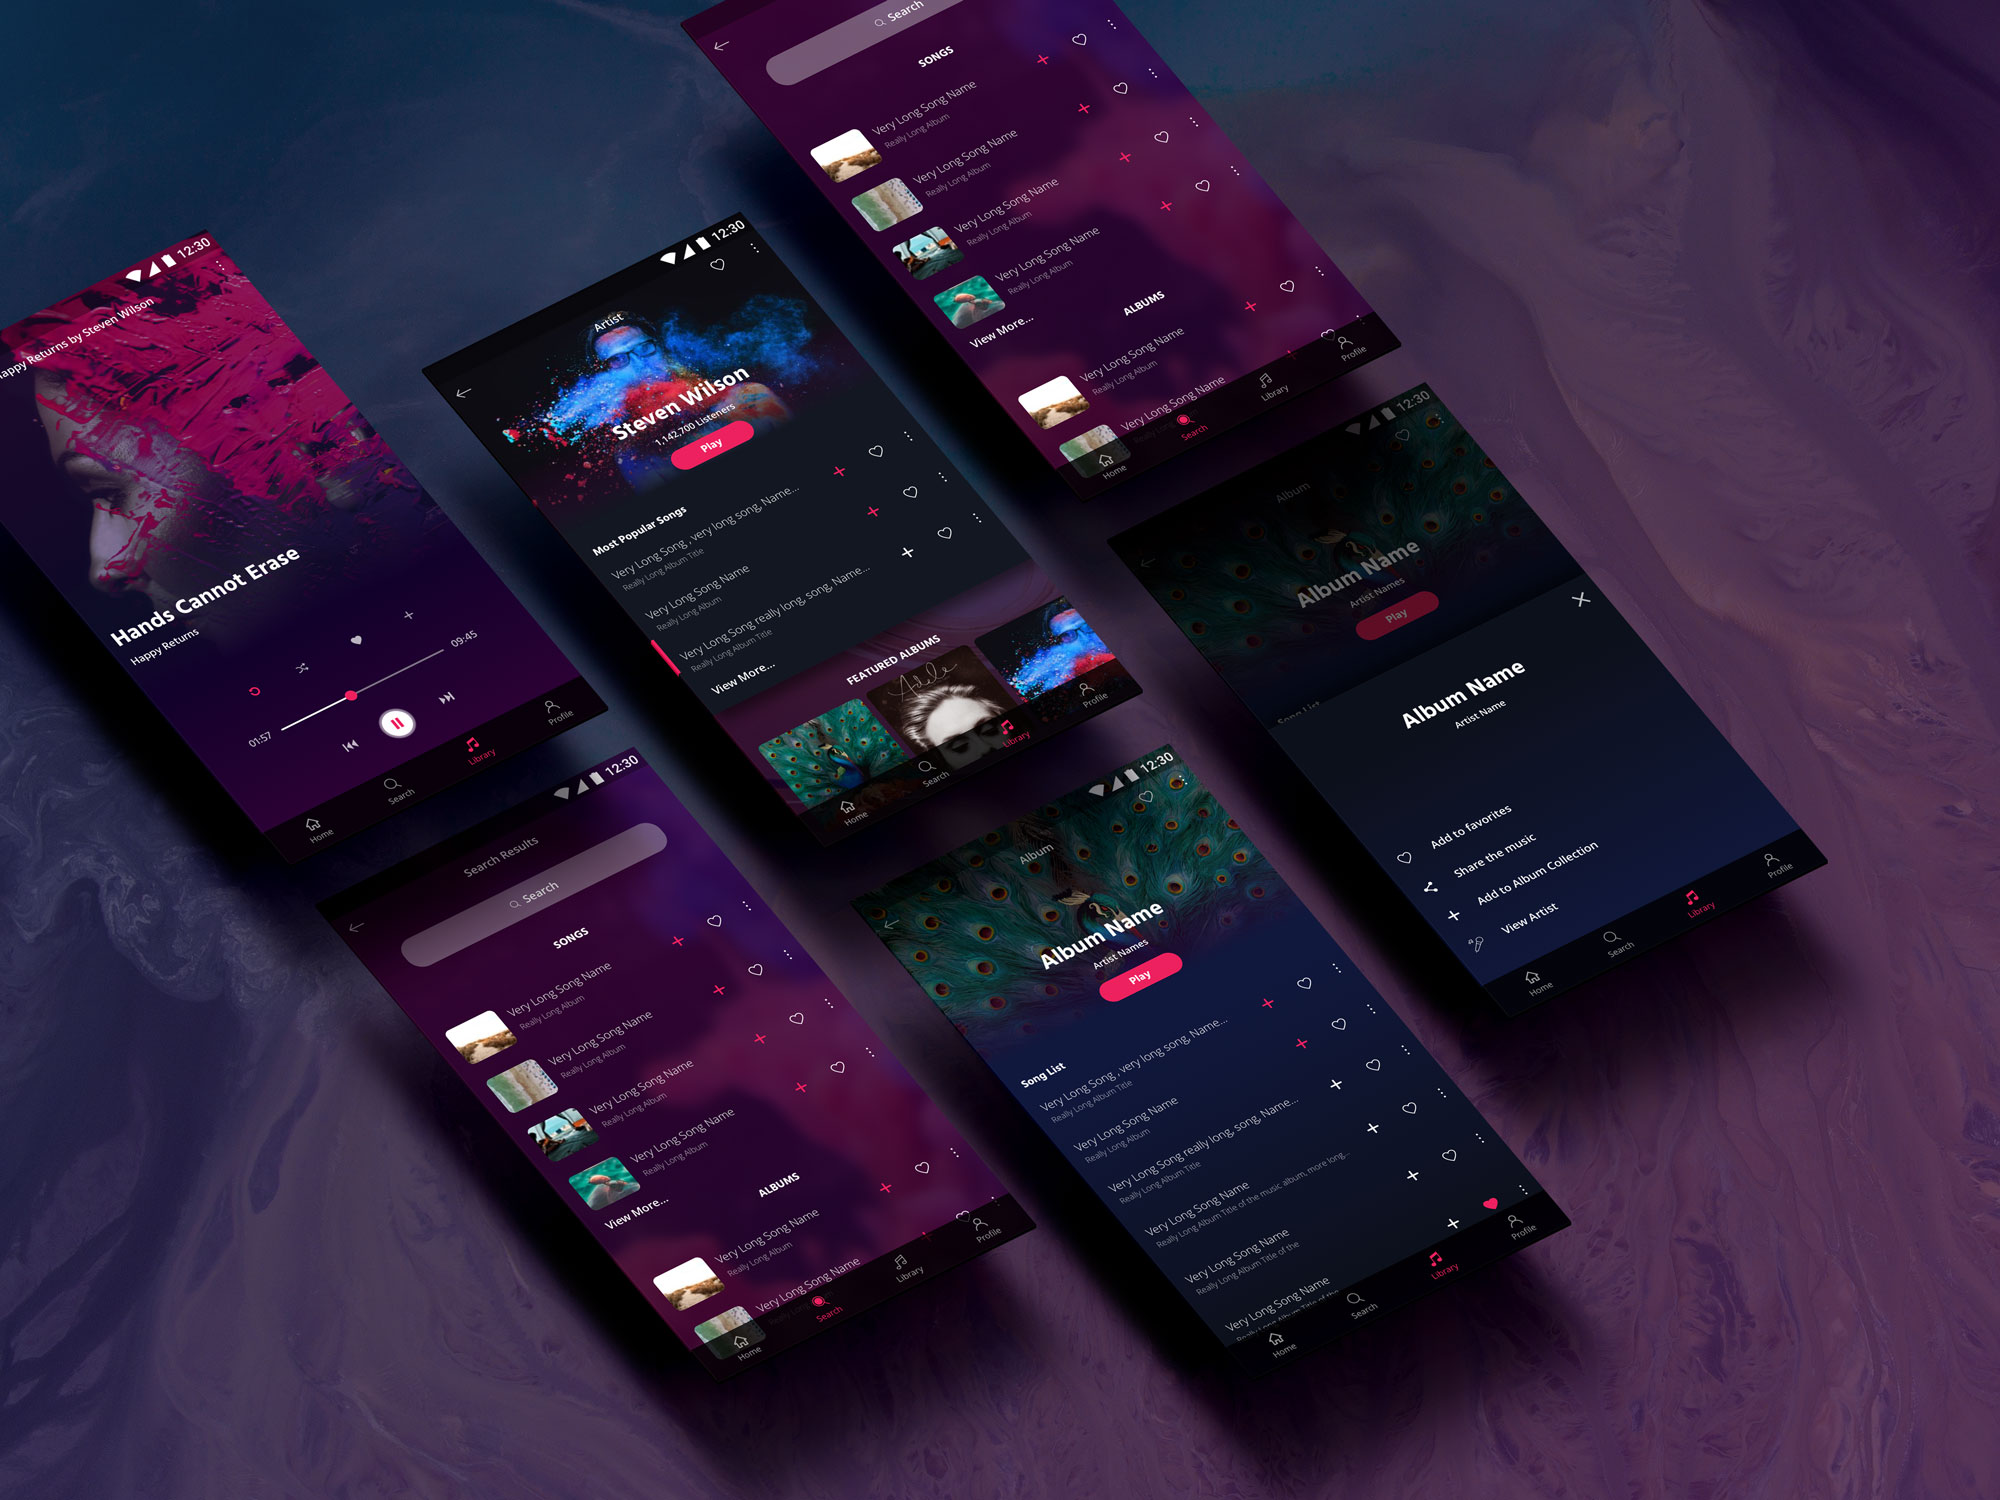 12:30
Happy Returns by Steven Wilson
Hands Cannot Erase
Happy Returns
01:57
09:45
Home
Search
Library
Profile
12:30
Artist
Steven Wilson
1,142,700 Listeners
Play
Most Popular Songs
Very Long Song , very long song, Name...
Really Long Album Title
Very Long Song Name
Really Long Album
Very Long Song really long, song, Name...
Really Long Album Title
View More...
FEATURED ALBUMS
Adele
Home
Search
Library
Profile
Search
SONGS
Very Long Song Name
Really Long Album
Very Long Song Name
Really Long Album
Very Long Song Name
Really Long Album
Very Long Song Name
Really Long Album
View More...
ALBUMS
Very Long Song Name
Really Long Album
Very Long Song Name
Home
Search
Library
Profile
12:30
Album
Album Name
Artist Names
Play
Song List
Album Name
Artist Name
Add to favorites
Share the music
Add to Album Collection
View Artist
Home
Search
Library
Profile
12:30
Search Results
Search
SONGS
Very Long Song Name
Really Long Album
Very Long Song Name
Really Long Album
Very Long Song Name
Really Long Album
Very Long Song Name
Really Long Album
View More...
ALBUMS
Very Long Song Name
Really Long Album
Very Long Song Name
Home
Search
Library
Profile
12:30
Album
Album Name
Artist Names
Play
Song List
Very Long Song , very long song, Name...
Really Long Album Title
Very Long Song Name
Really Long Album
Very Long Song really long, song, Name...
Really Long Album Title
Very Long Song Name
Really Long Album Title of the music album, more long...
Very Long Song Name
Really Long Album Title of the
Very Long Song Name
Really Long Album Title of the
Home
Search
Library
Profile